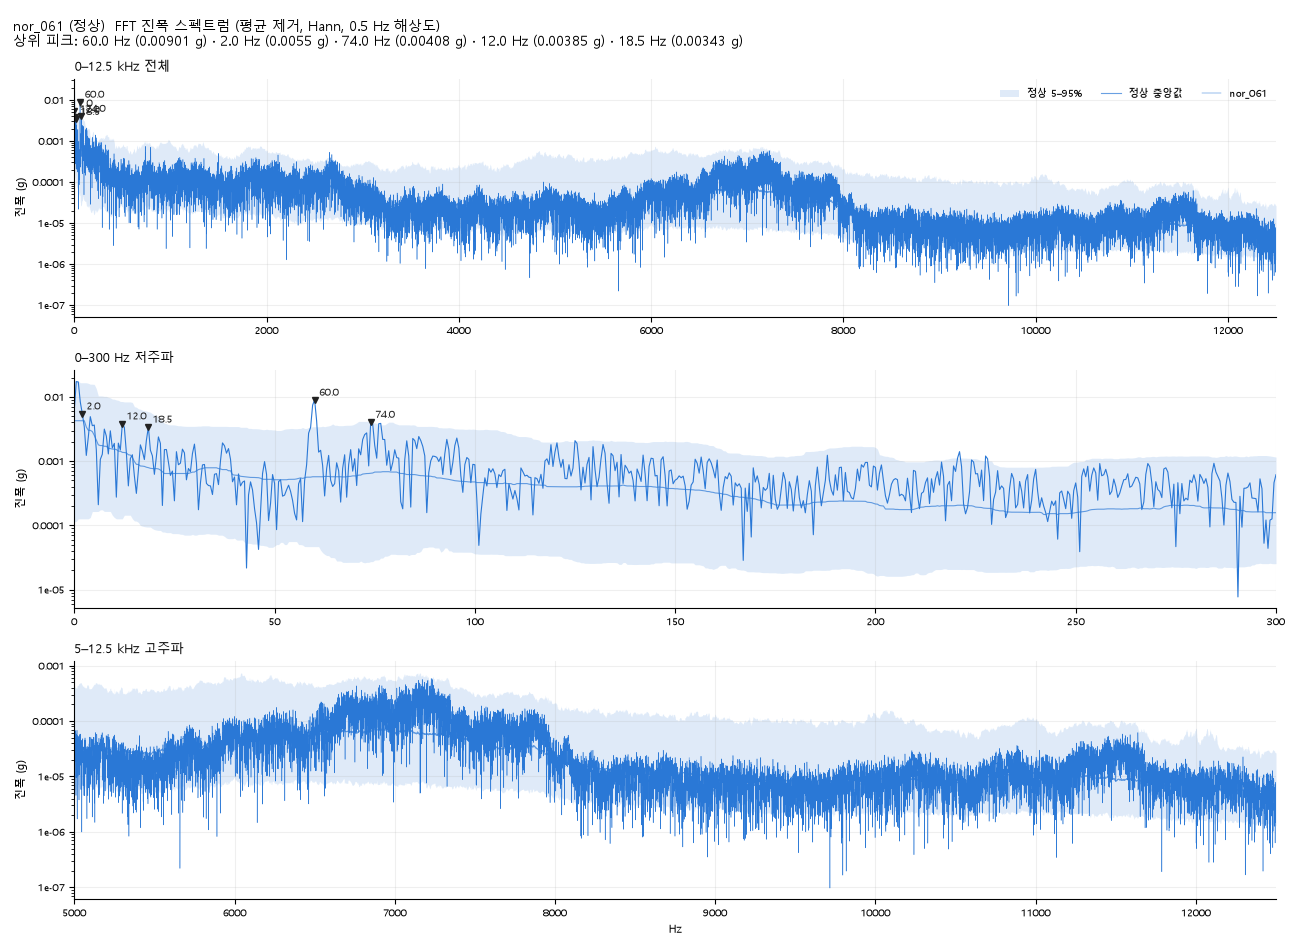 nor_061 (정상)  FFT 진폭 스펙트럼 (평균 제거, Hann, 0.5 Hz 해상도)
상위 피크: 60.0 Hz (0.00901 g) · 2.0 Hz (0.0055 g) · 74.0 Hz (0.00408 g) · 12.0 Hz (0.00385 g) · 18.5 Hz (0.00343 g)
0–12.5 kHz 전체
진폭 (g)
0.01
0.001
0.0001
1e-05
1e-06
1e-07
60.0
정상 5–95%
정상 중앙값
nor_061
0 2000 4000 6000 8000 10000 12000
0–300 Hz 저주파
진폭 (g)
0.01
0.001
0.0001
1e-05
2.0
12.0
18.5
60.0
74.0
0 50 100 150 200 250 300
5–12.5 kHz 고주파
진폭 (g)
0.001
0.0001
1e-05
1e-06
1e-07
5000 6000 7000 8000 9000 10000 11000 12000
Hz